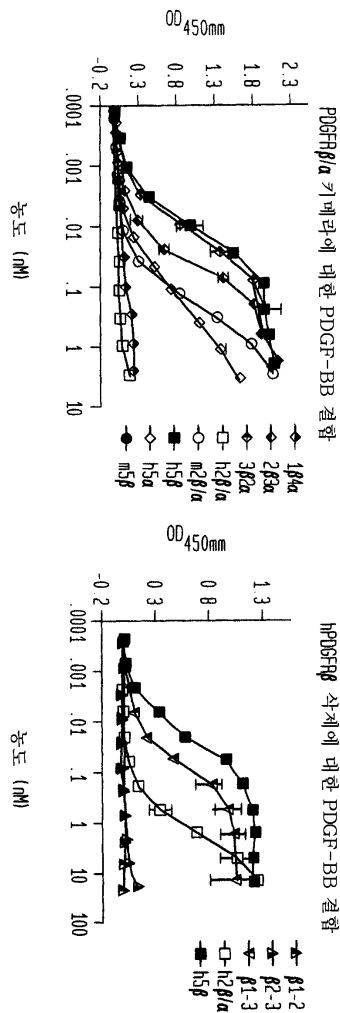 PDGFRβ/α 키메라에 대한 PDGF-BB 결합
OD450mm
2.3
1.8
1.3
0.8
0.3
-0.2
.0001 .001 .01 .1 1 10
농도 (nM)
1β4α
2β3α
3β2α
h2β/α
m2β/α
h5β
h5α
m5β
hPDGFRβ 삭제에 대한 PDGF-BB 결합
OD450mm
1.3
0.8
0.3
-0.2
.0001 .001 .01 .1 1 10 100
농도 (nM)
β1-2
β2-3
β1-3
h2β/α
h5β